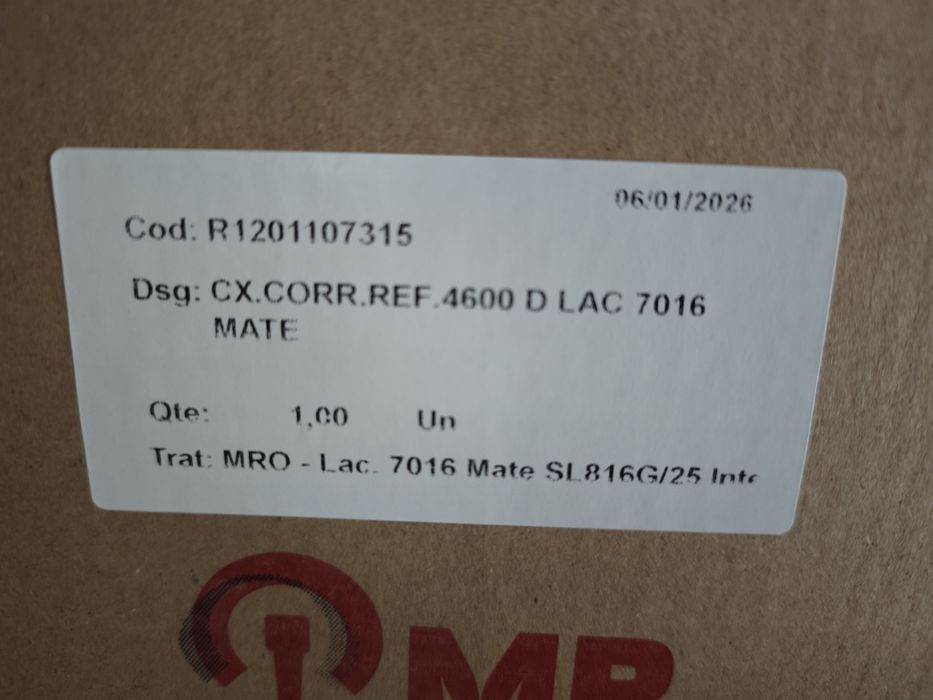 06/01/2026
Cod: R1201107315
Dsg: CX.CORR.REF.4600 D LAC 7016
MATE
Qte: 1,00 Un
Trat: MRO - Lac. 7016 Mate SL816G/25